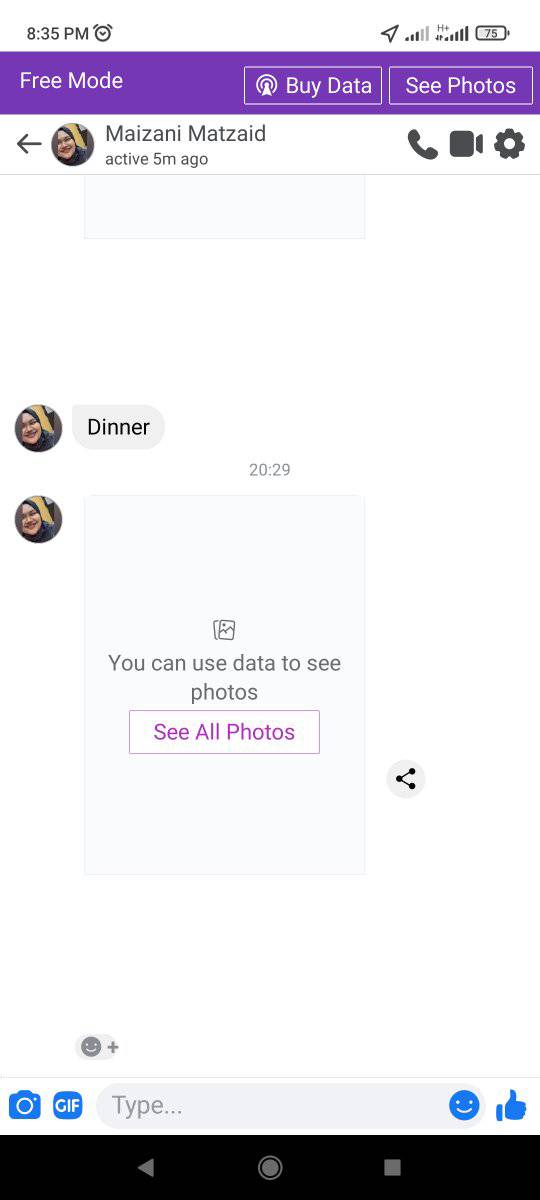 8:35 PM
H+
75
Free Mode
Buy Data
See Photos
Maizani Matzaid
active 5m ago
Dinner
20:29
You can use data to see
photos
See All Photos
GIF
Type...